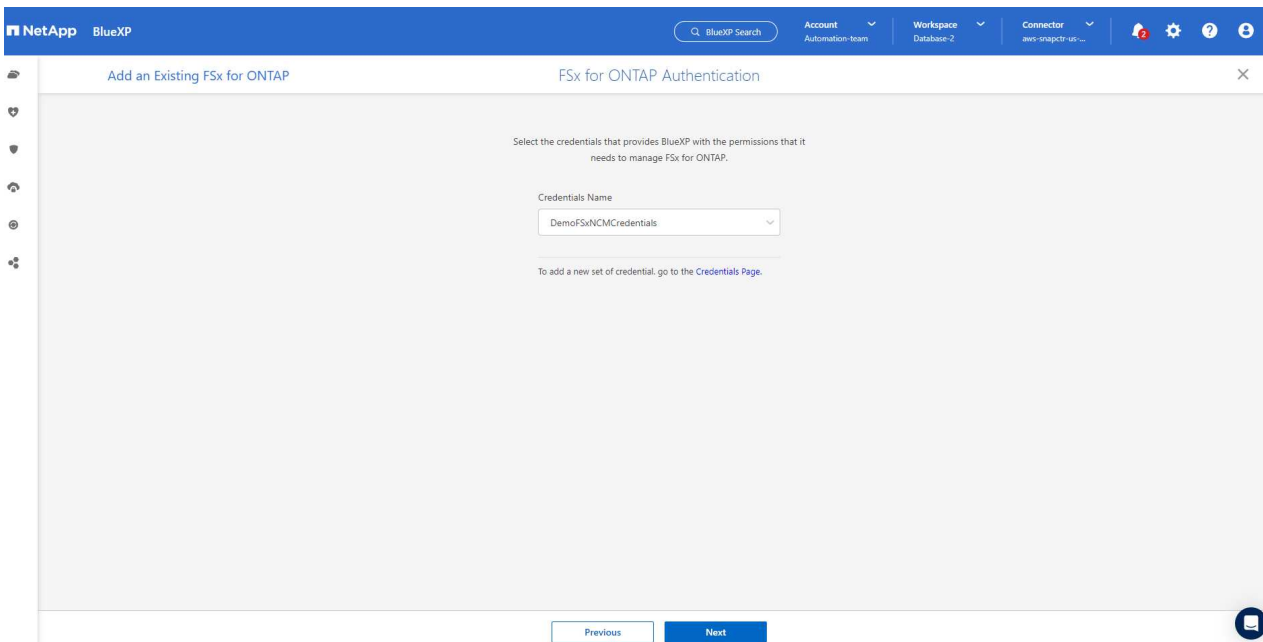 NetApp BlueXP
BlueXP Search
Account
Automation-team
Workspace
Database-2
Connector
aws-snapctr-us-...
2
Add an Existing FSx for ONTAP
FSx for ONTAP Authentication
Select the credentials that provides BlueXP with the permissions that it
needs to manage FSx for ONTAP.
Credentials Name
DemoFSxNCMCredentials
To add a new set of credential, go to the Credentials Page.
Previous
Next